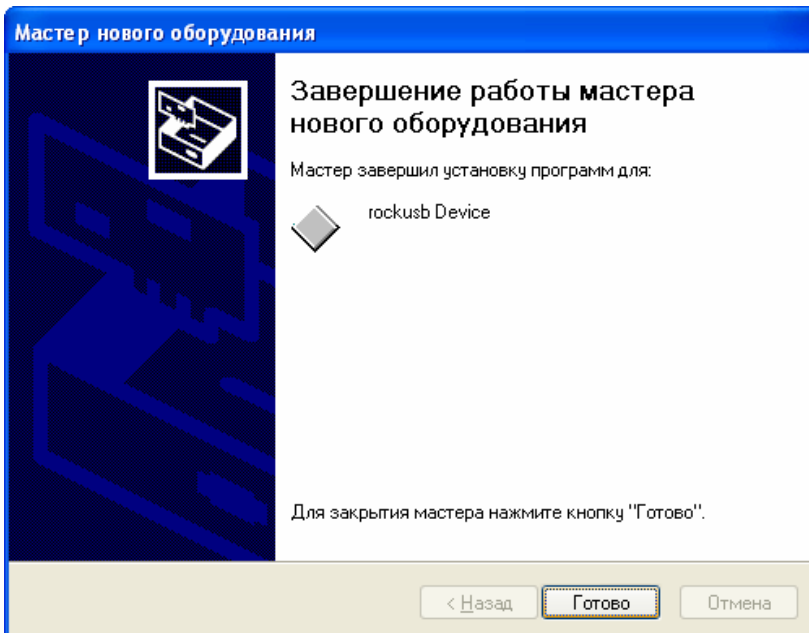 Мастер нового оборудования
Завершение работы мастера
нового оборудования
Мастер завершил установку программ для:
rockusb Device
Для закрытия мастера нажмите кнопку "Готово".
< Назад
Готово
Отмена